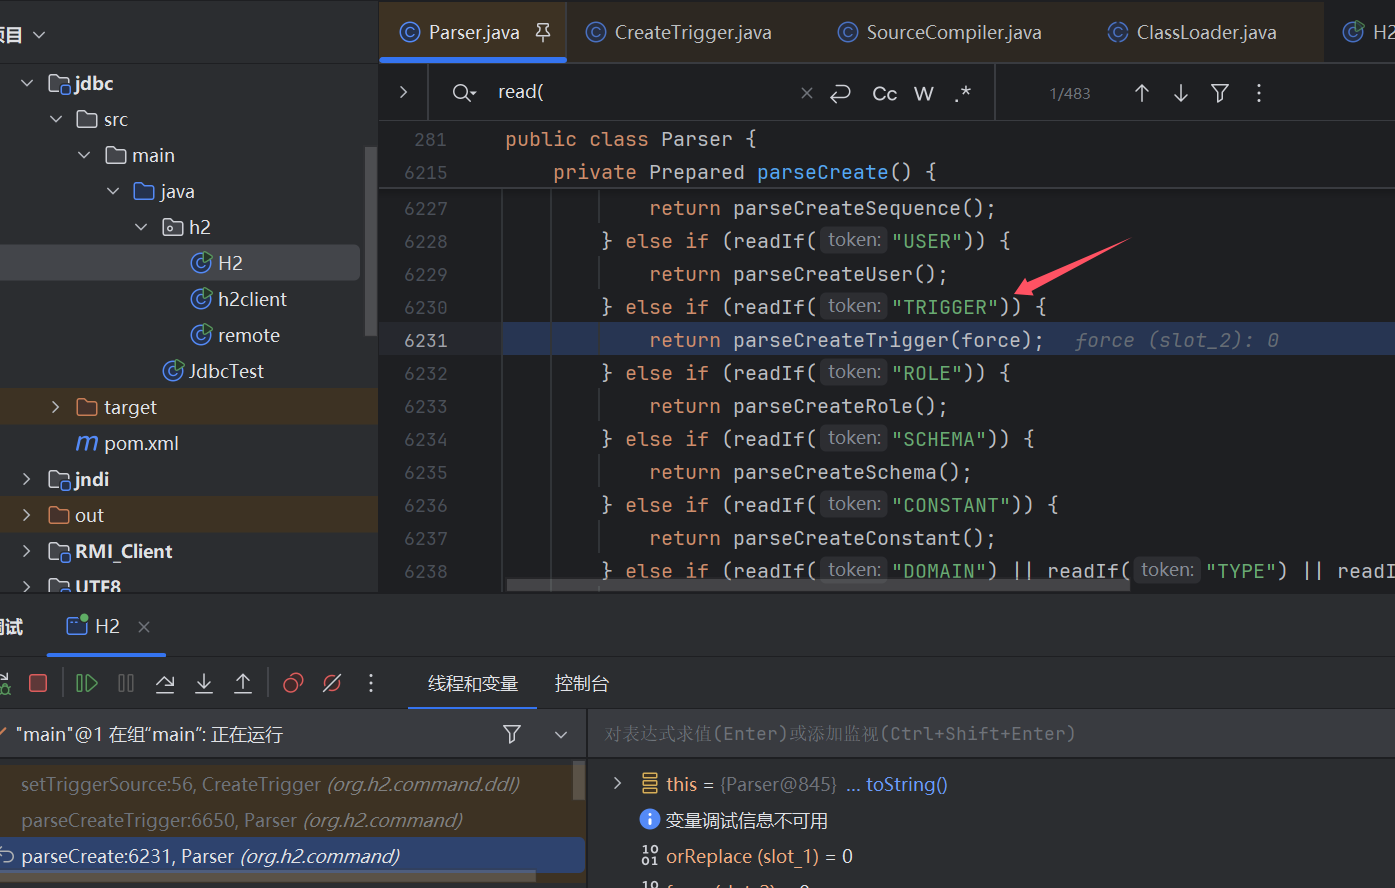 项目
Parser.java
CreateTrigger.java
SourceCompiler.java
ClassLoader.java
jdbc
src
main
java
h2
H2
h2client
remote
JdbcTest
target
pom.xml
jndi
out
RMI_Client
UTF8
read(
Cc W .*
1/483
281 public class Parser {
6215 private Prepared parseCreate() {
6227 return parseCreateSequence();
6228 } else if (readIf( token: "USER")) {
6229 return parseCreateUser();
6230 } else if (readIf( token: "TRIGGER")) {
6231 return parseCreateTrigger(force); force (slot_2): 0
6232 } else if (readIf( token: "ROLE")) {
6233 return parseCreateRole();
6234 } else if (readIf( token: "SCHEMA")) {
6235 return parseCreateSchema();
6236 } else if (readIf( token: "CONSTANT")) {
6237 return parseCreateConstant();
6238 } else if (readIf( token: "DOMAIN") || readIf( token: "TYPE") || readI
调试
H2
线程和变量
控制台
"main"@1 在组“main”: 正在运行
setTriggerSource:56, CreateTrigger (org.h2.command.ddl)
parseCreateTrigger:6650, Parser (org.h2.command)
parseCreate:6231, Parser (org.h2.command)
对表达式求值(Enter)或添加监视(Ctrl+Shift+Enter)
this = {Parser@845} ... toString()
变量调试信息不可用
orReplace (slot_1) = 0